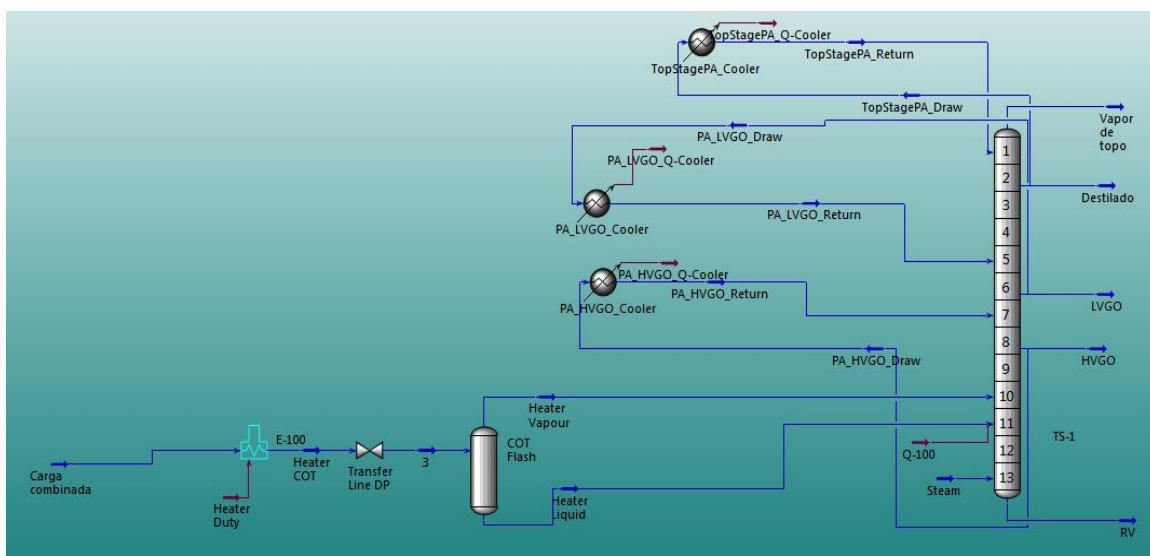 TopStagePA_Q-Cooler
TopStagePA_Cooler
TopStagePA_Return
TopStagePA_Draw
Vapor
de
topo
PA_LVGO_Draw
PA_LVGO_Q-Cooler
PA_LVGO_Cooler
PA_LVGO_Return
PA_HVGO_Q-Cooler
PA_HVGO_Cooler
PA_HVGO_Return
PA_HVGO_Draw
1
2
3
4
5
6
7
8
9
10
11
12
13
Destilado
LVGO
HVGO
TS-1
Carga
combinada
E-100
Heater
COT
Heater
Duty
Transfer
Line DP
3
COT
Flash
Heater
Vapour
Heater
Liquid
Q-100
Steam
RV